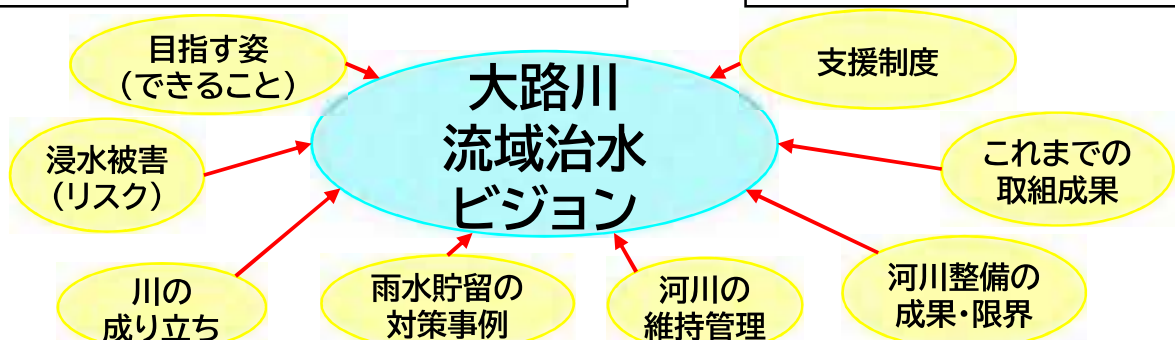 目指す姿
（できること）
大路川
流域治水
ビジョン
支援制度
浸水被害
（リスク）
これまでの
取組成果
川の
成り立ち
雨水貯留の
対策事例
河川の
維持管理
河川整備の
成果・限界